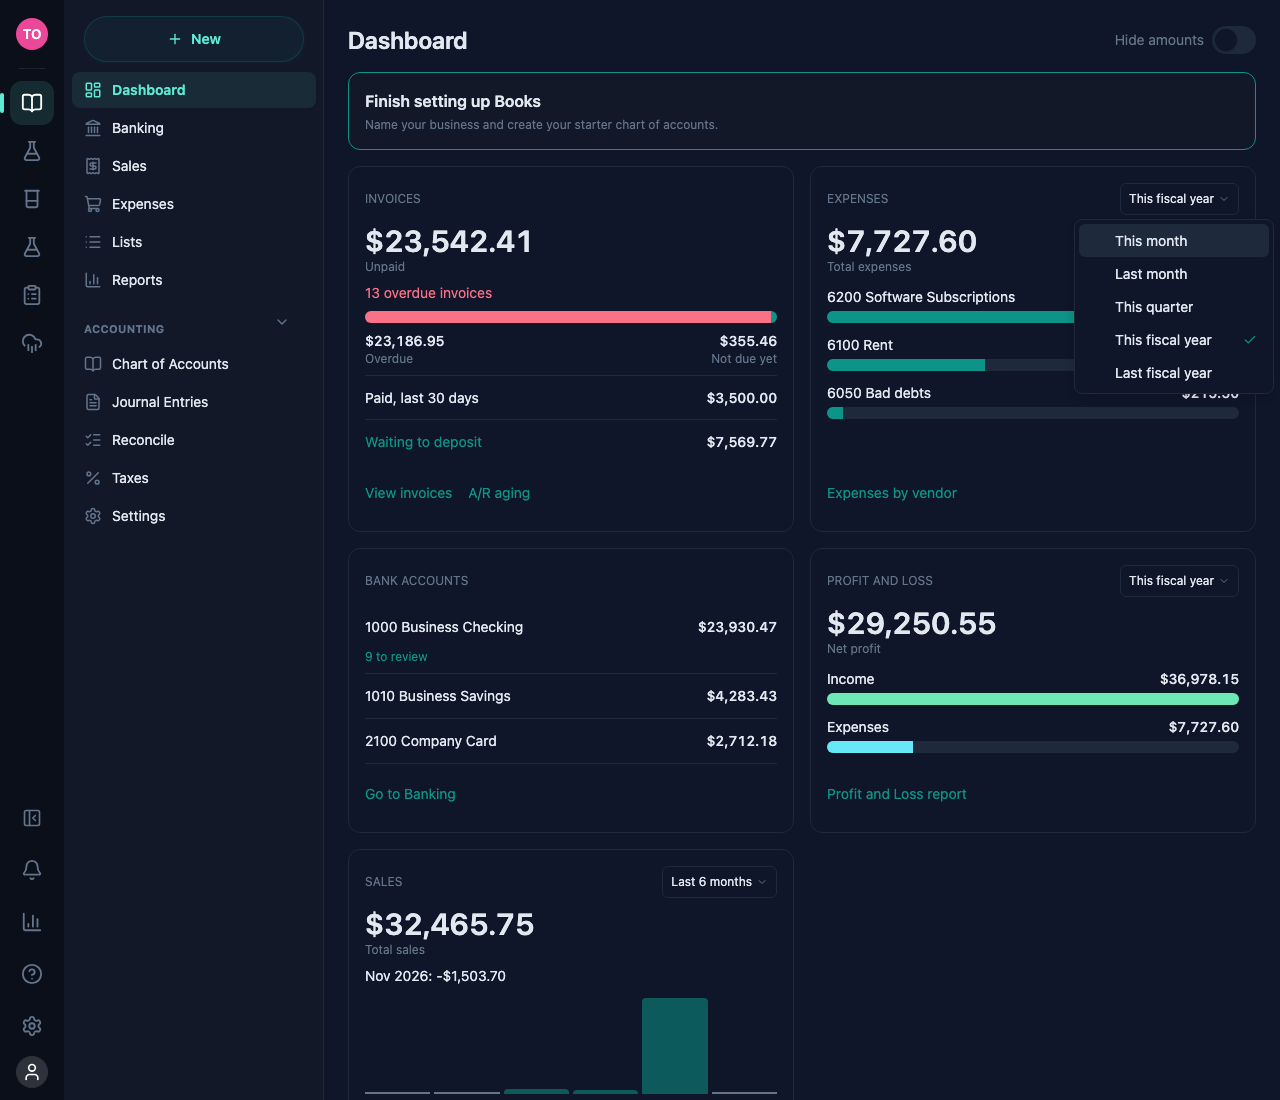 TO
New
Dashboard
Banking
Sales
Expenses
Lists
Reports
ACCOUNTING
Chart of Accounts
Journal Entries
Reconcile
Taxes
Settings
Dashboard
Hide amounts
Finish setting up Books
Name your business and create your starter chart of accounts.
INVOICES
$23,542.41
Unpaid
13 overdue invoices
$23,186.95 $355.46
Overdue Not due yet
Paid, last 30 days $3,500.00
Waiting to deposit $7,569.77
View invoices A/R aging
EXPENSES This fiscal year
$7,727.60
Total expenses
6200 Software Subscriptions
6100 Rent
6050 Bad debts
This month
Last month
This quarter
This fiscal year
Last fiscal year
Expenses by vendor
BANK ACCOUNTS
1000 Business Checking $23,930.47
9 to review
1010 Business Savings $4,283.43
2100 Company Card $2,712.18
Go to Banking
PROFIT AND LOSS This fiscal year
$29,250.55
Net profit
Income $36,978.15
Expenses $7,727.60
Profit and Loss report
SALES Last 6 months
$32,465.75
Total sales
Nov 2026: -$1,503.70